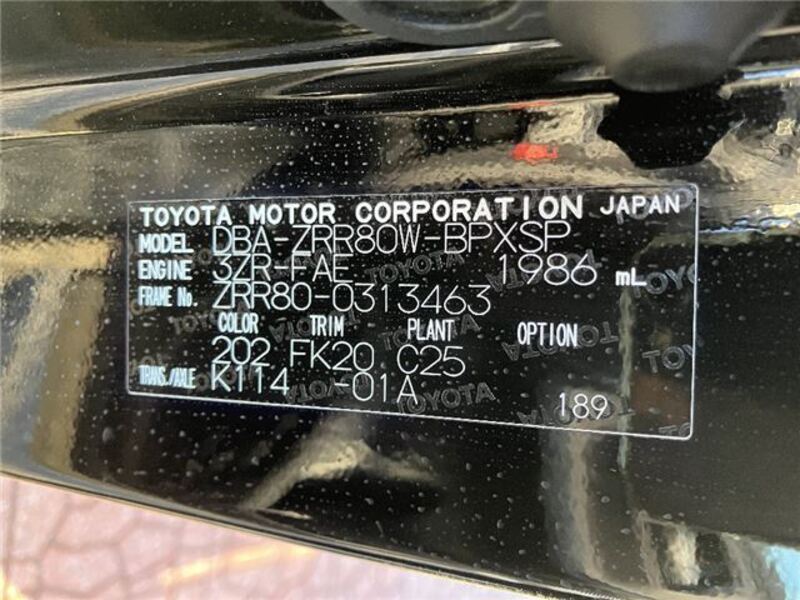 TOYOTA MOTOR CORPORATION JAPAN
MODEL DBA-ZRR80W-BPXSP
ENGINE 3ZR-FAE 1986 mL
FRAME No. ZRR80-0313463
COLOR TRIM PLANT OPTION
202 FK20 C25
TRANS./AXLE K114 -01A
189